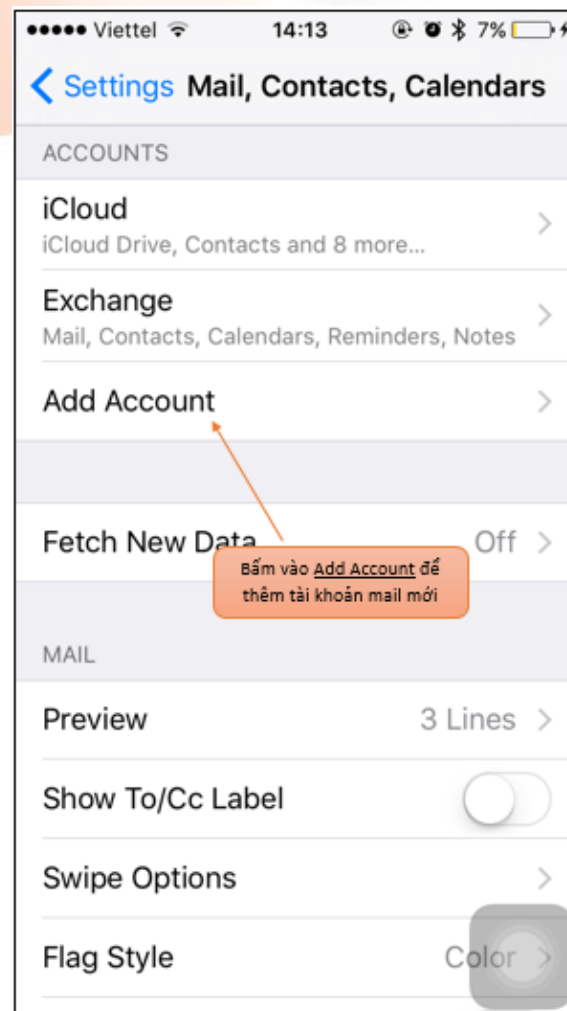 Viettel 14:13 7%
Settings Mail, Contacts, Calendars
ACCOUNTS
iCloud
iCloud Drive, Contacts and 8 more...
Exchange
Mail, Contacts, Calendars, Reminders, Notes
Add Account
Fetch New Data Off
Bấm vào Add Account để
thêm tài khoản mail mới
MAIL
Preview 3 Lines
Show To/Cc Label
Swipe Options
Flag Style Color